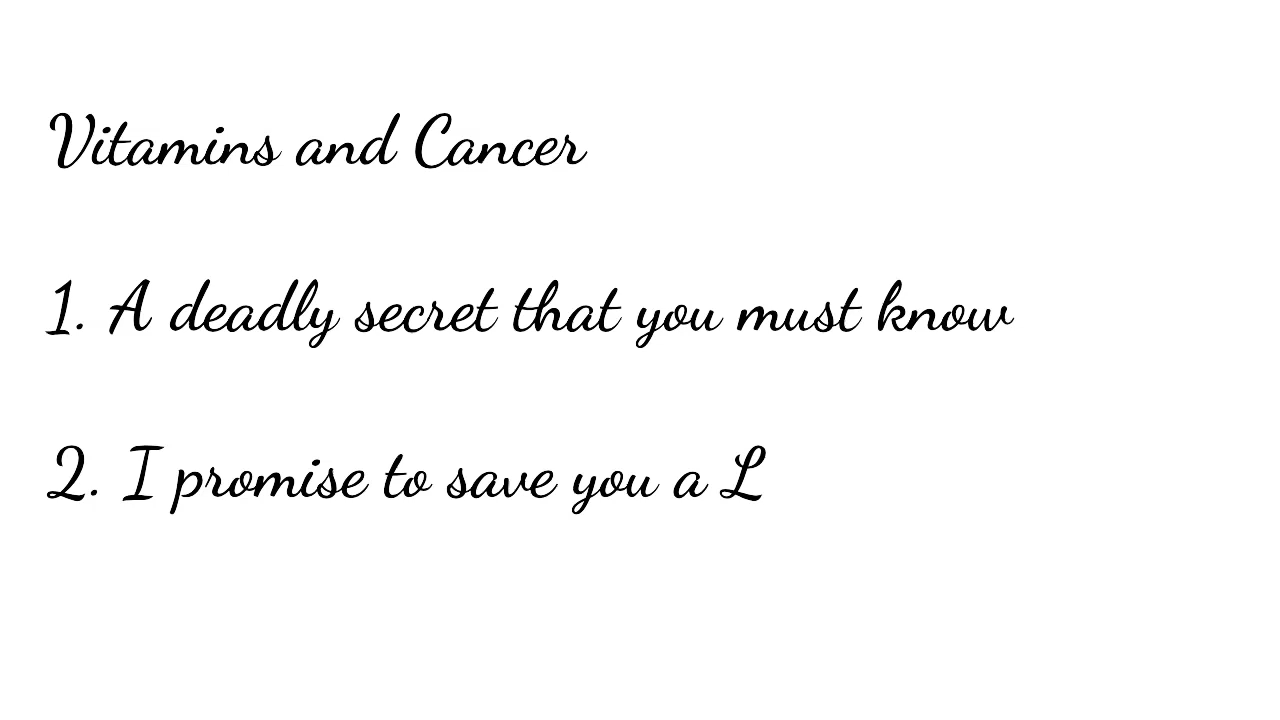 Vitamins and Cancer
1. A deadly secret that you must know
2. I promise to save you a L